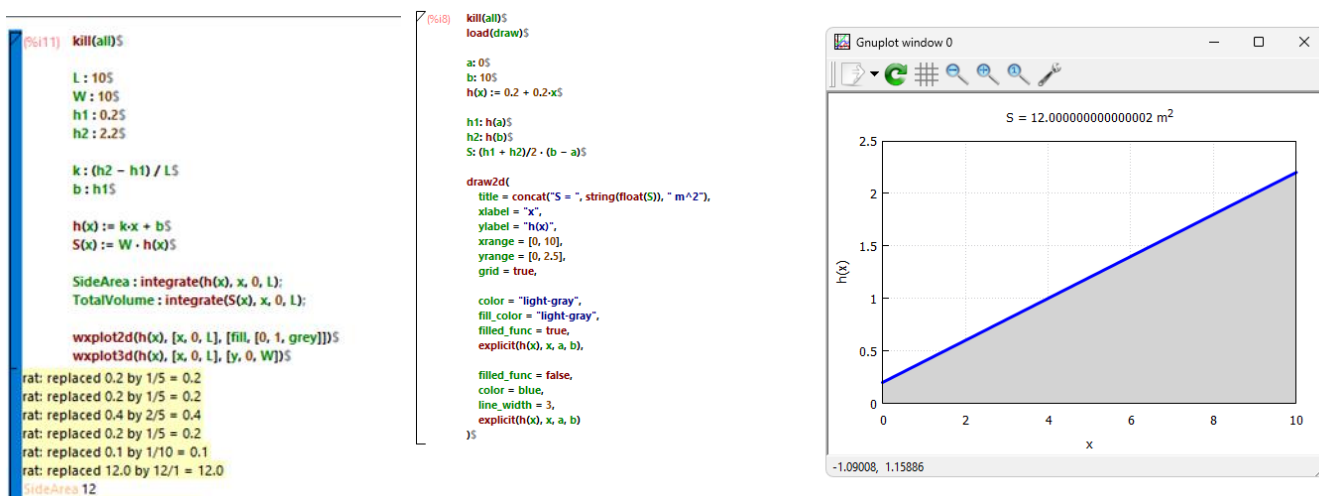 (%i11) kill(all)$
L : 10$
W : 10$
h1 : 0.2$
h2 : 2.2$
k : (h2 − h1) / L$
b : h1$
h(x) := k·x + b$
S(x) := W · h(x)$
SideArea : integrate(h(x), x, 0, L);
TotalVolume : integrate(S(x), x, 0, L);
wxplot2d(h(x), [x, 0, L], [fill, [0, 1, grey]])$
wxplot3d(h(x), [x, 0, L], [y, 0, W])$
rat: replaced 0.2 by 1/5 = 0.2
rat: replaced 0.2 by 1/5 = 0.2
rat: replaced 0.4 by 2/5 = 0.4
rat: replaced 0.2 by 1/5 = 0.2
rat: replaced 0.1 by 1/10 = 0.1
rat: replaced 12.0 by 12/1 = 12.0
SideArea 12
(%i8) kill(all)$
load(draw)$
a: 0$
b: 10$
h(x) := 0.2 + 0.2·x$
h1: h(a)$
h2: h(b)$
S: (h1 + h2)/2 · (b − a)$
draw2d(
title = concat("S = ", string(float(S)), " m^2"),
xlabel = "x",
ylabel = "h(x)",
xrange = [0, 10],
yrange = [0, 2.5],
grid = true,
color = "light-gray",
fill_color = "light-gray",
filled_func = true,
explicit(h(x), x, a, b),
filled_func = false,
color = blue,
line_width = 3,
explicit(h(x), x, a, b)
)$
Gnuplot window 0
S = 12.000000000000002 m²
2.5
2
1.5
1
0.5
0
h(x)
0 2 4 6 8 10
x
-1.09008, 1.15886